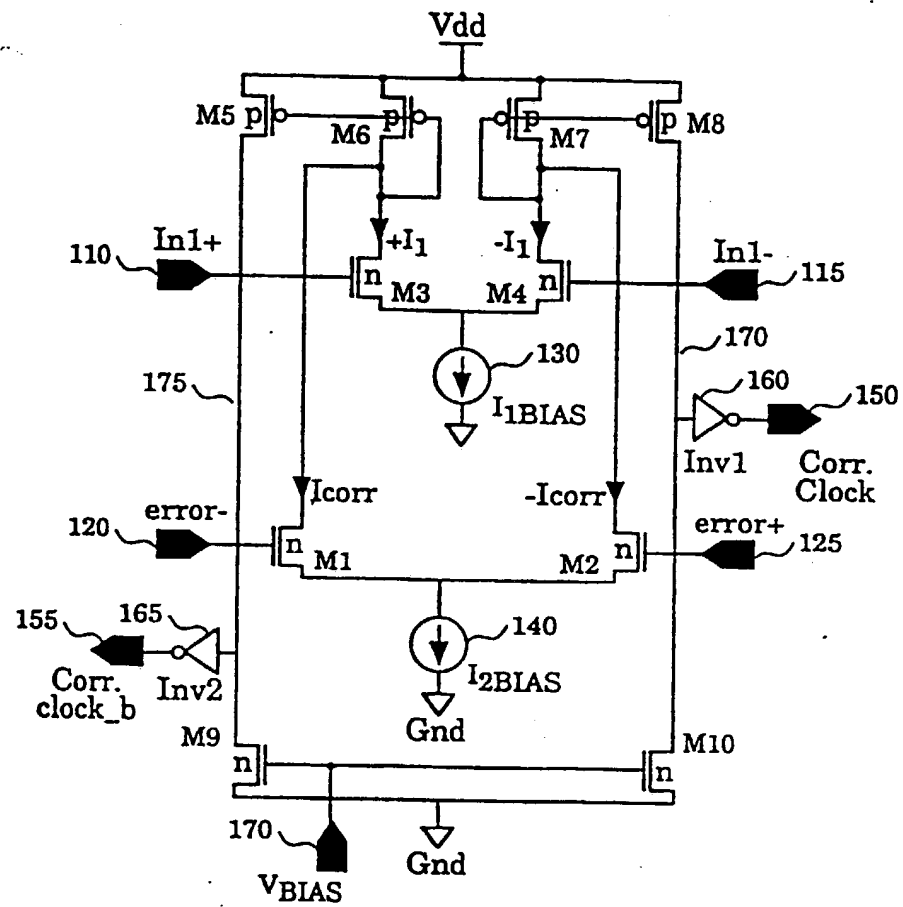 Vdd
M5 p p p p M8
M6 M7
In1+ +I1 -I1 In1-
110 n n 115
M3 M4
130 170
175 160 150
I1BIAS
Inv1 Corr.
Clock
Icorr -Icorr
error- error+
120 n n 125
M1 M2
155 165 140
I2BIAS
Corr. Inv2
clock_b Gnd
M9 M10
n n
170
Gnd
VBIAS